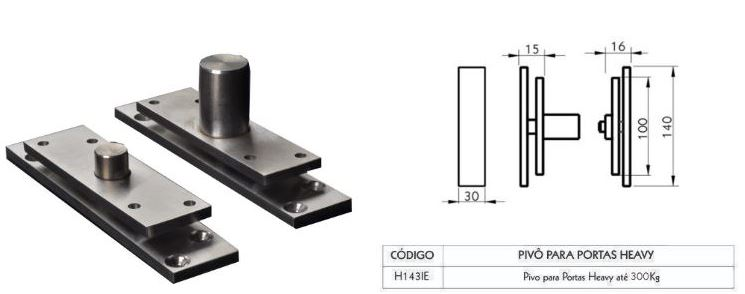 15
16
100
140
30
CÓDIGO PIVÔ PARA PORTAS HEAVY
H143IE Pivo para Portas Heavy até 300Kg